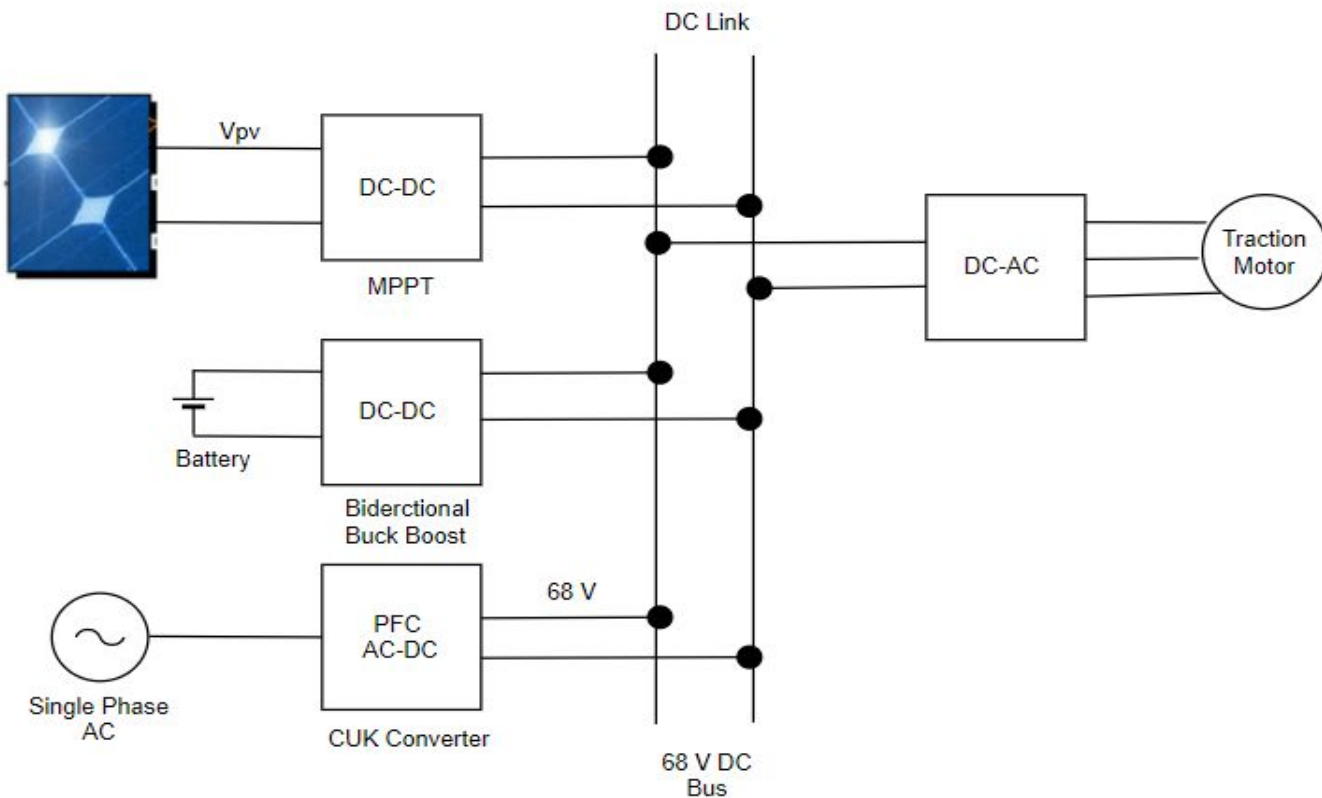 DC Link
Vpv
DC-DC
MPPT
DC-AC
Traction
Motor
DC-DC
Battery
Biderctional
Buck Boost
68 V
PFC
AC-DC
Single Phase
AC
CUK Converter
68 V DC
Bus